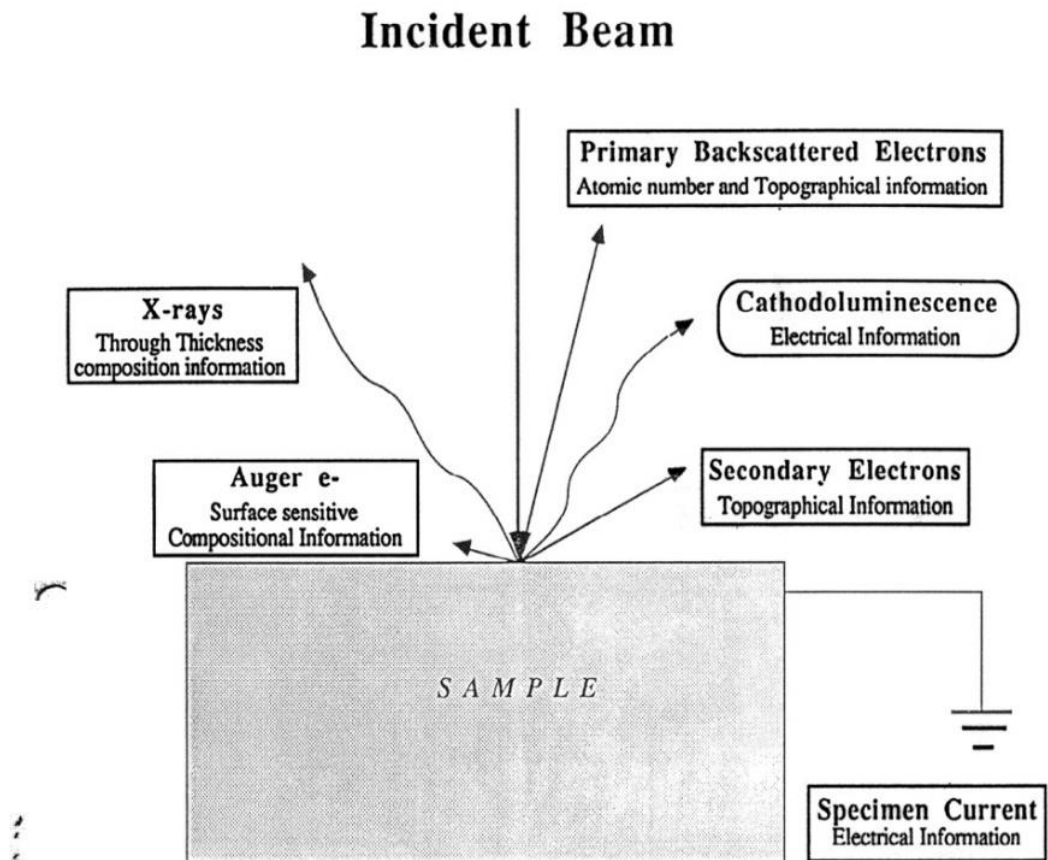 Incident Beam
Primary Backscattered Electrons
Atomic number and Topographical information
X-rays
Through Thickness
composition information
Cathodoluminescence
Electrical Information
Auger e-
Surface sensitive
Compositional Information
Secondary Electrons
Topographical Information
SAMPLE
Specimen Current
Electrical Information